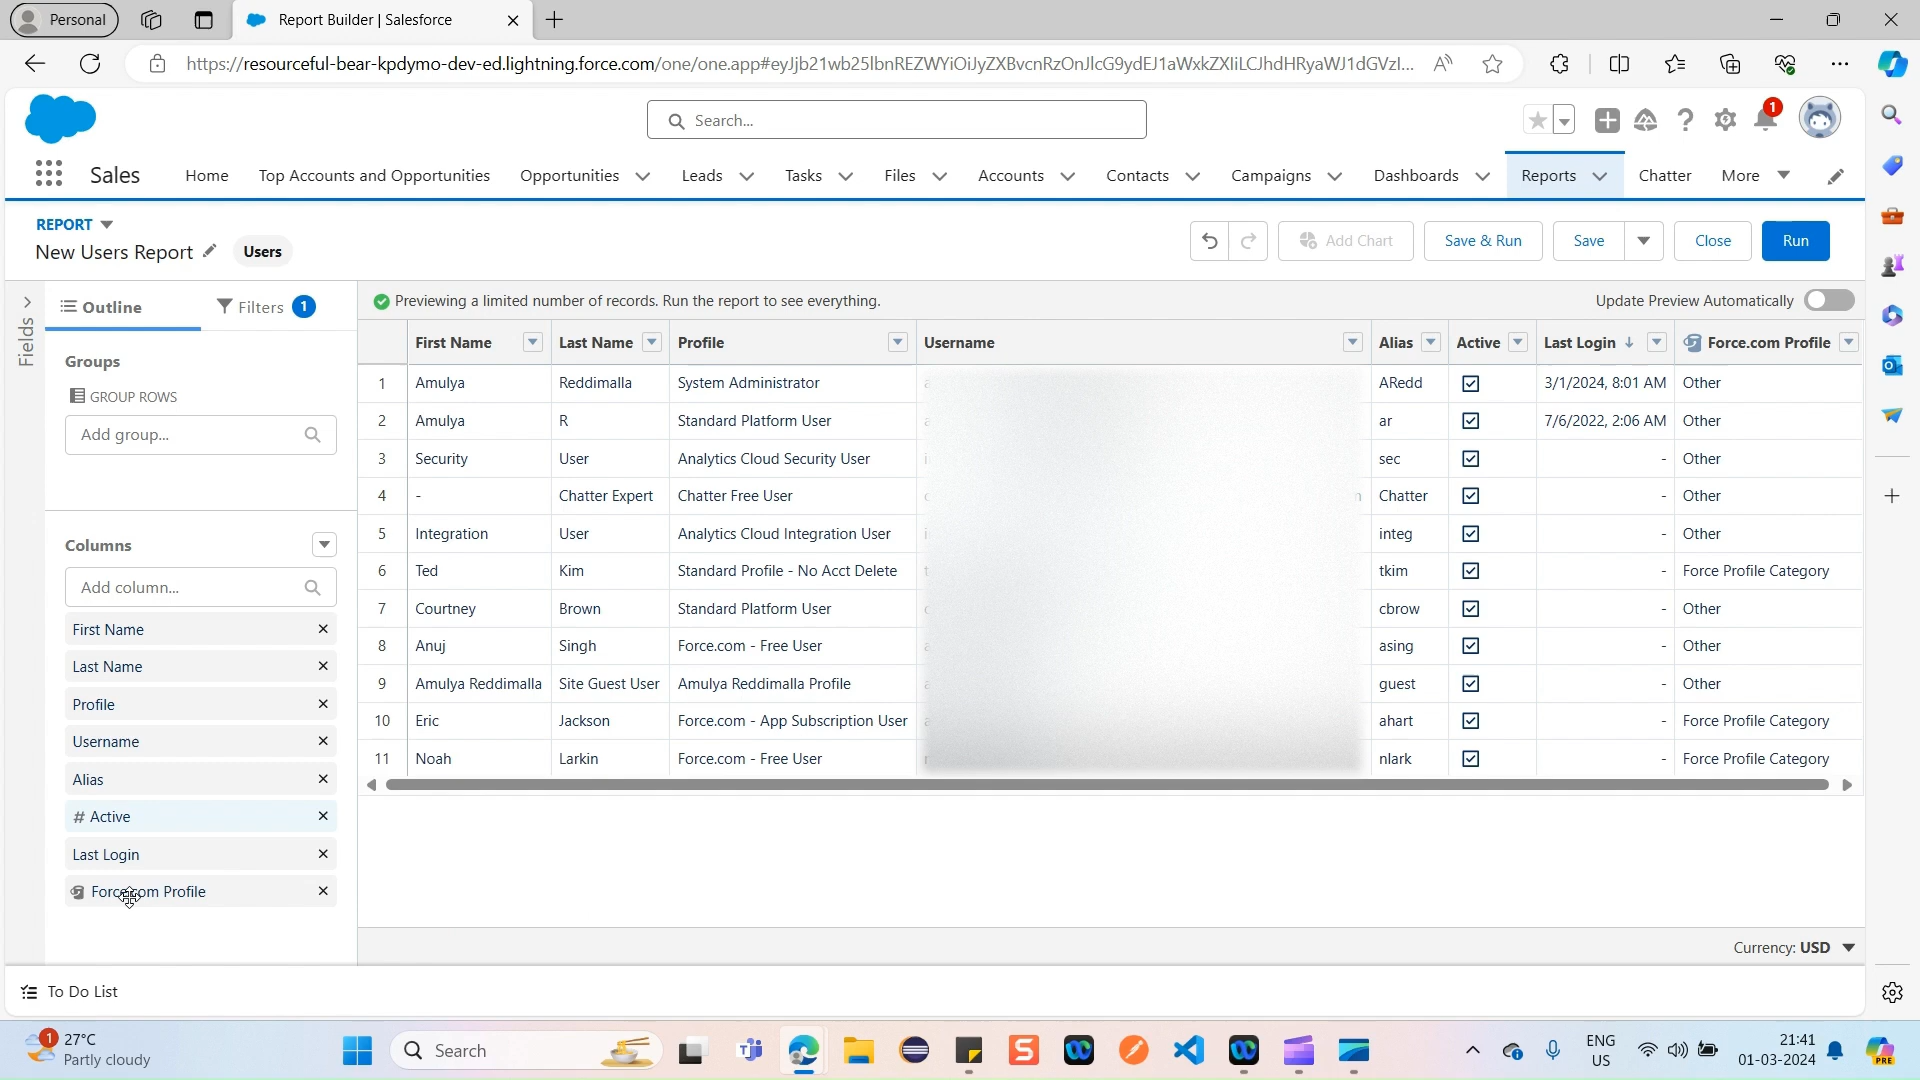 Personal
Report Builder | Salesforce
https://resourceful-bear-kpdymo-dev-ed.lightning.force.com/one/one.app#eyJjb21wb25lbnREZWYiOiJyZXBvcnRzOnJlcG9ydEJ1aWxkZXIiLCJhdHRyaWJ1dGVzI...
Search...
1
Sales
Home
Top Accounts and Opportunities
Opportunities
Leads
Tasks
Files
Accounts
Contacts
Campaigns
Dashboards
Reports
Chatter
More
REPORT
New Users Report
Users
Add Chart
Save & Run
Save
Close
Run
Fields
Outline
Filters 1
Previewing a limited number of records. Run the report to see everything.
Update Preview Automatically
Groups
GROUP ROWS
Add group...
Columns
Add column...
First Name
Last Name
Profile
Username
Alias
# Active
Last Login
Force.com Profile
First Name Last Name Profile Username Alias Active Last Login Force.com Profile
1 Amulya Reddimalla System Administrator ARedd 3/1/2024, 8:01 AM Other
2 Amulya R Standard Platform User ar 7/6/2022, 2:06 AM Other
3 Security User Analytics Cloud Security User sec - Other
4 - Chatter Expert Chatter Free User Chatter - Other
5 Integration User Analytics Cloud Integration User integ - Other
6 Ted Kim Standard Profile - No Acct Delete tkim - Force Profile Category
7 Courtney Brown Standard Platform User cbrow - Other
8 Anuj Singh Force.com - Free User asing - Other
9 Amulya Reddimalla Site Guest User Amulya Reddimalla Profile guest - Other
10 Eric Jackson Force.com - App Subscription User ahart - Force Profile Category
11 Noah Larkin Force.com - Free User nlark - Force Profile Category
Currency: USD
To Do List
1
27°C
Partly cloudy
Search
ENG
US
21:41
01-03-2024
PRE